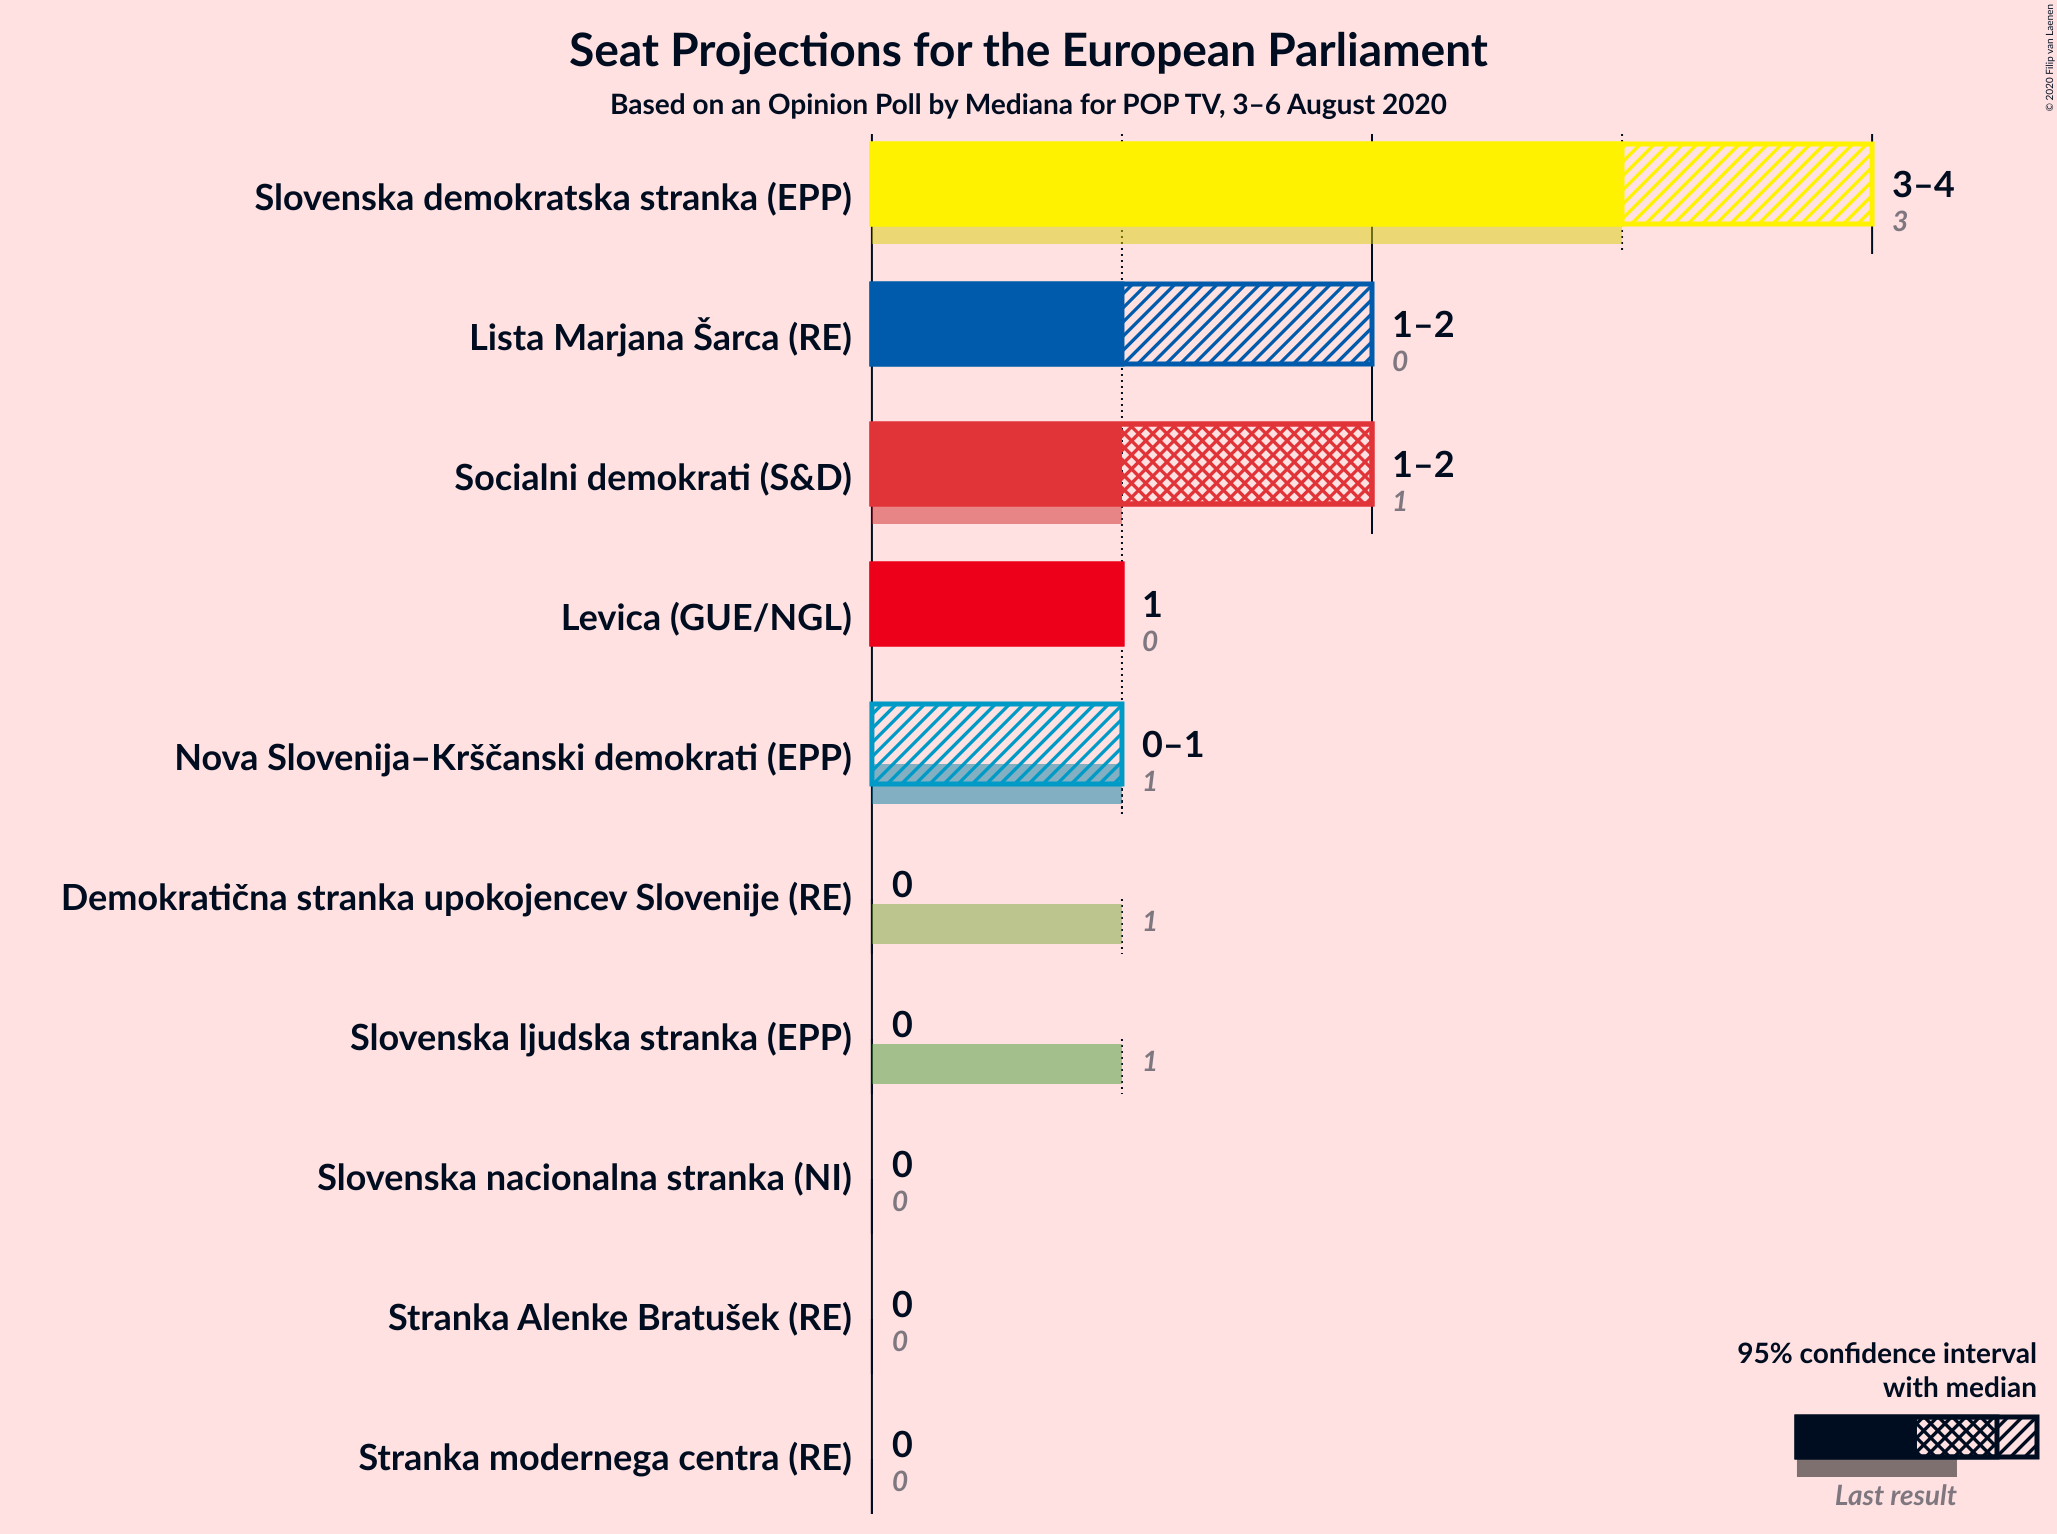 Seat Projections for the European Parliament
Based on an Opinion Poll by Mediana for POP TV, 3–6 August 2020
© 2020 Filip van Laenen
Slovenska demokratska stranka (EPP)
3–4
3
Lista Marjana Šarca (RE)
1–2
0
Socialni demokrati (S&D)
1–2
1
Levica (GUE/NGL)
1
0
Nova Slovenija–Krščanski demokrati (EPP)
0–1
1
Demokratična stranka upokojencev Slovenije (RE)
0
1
Slovenska ljudska stranka (EPP)
0
1
Slovenska nacionalna stranka (NI)
0
0
Stranka Alenke Bratušek (RE)
0
0
Stranka modernega centra (RE)
0
0
95% confidence interval
with median
Last result